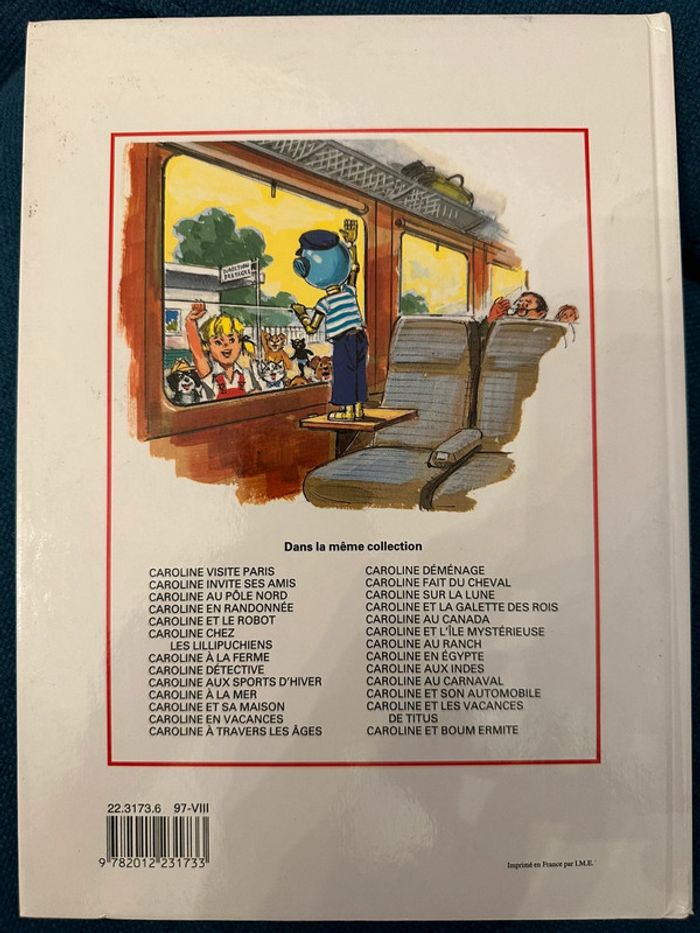 DIRECTION
BRETAGNE
Dans la même collection
CAROLINE VISITE PARIS
CAROLINE INVITE SES AMIS
CAROLINE AU PÔLE NORD
CAROLINE EN RANDONNÉE
CAROLINE ET LE ROBOT
CAROLINE CHEZ
LES LILLIPUCHIENS
CAROLINE À LA FERME
CAROLINE DÉTECTIVE
CAROLINE AUX SPORTS D'HIVER
CAROLINE À LA MER
CAROLINE ET SA MAISON
CAROLINE EN VACANCES
CAROLINE À TRAVERS LES ÂGES
CAROLINE DÉMÉNAGE
CAROLINE FAIT DU CHEVAL
CAROLINE SUR LA LUNE
CAROLINE ET LA GALETTE DES ROIS
CAROLINE AU CANADA
CAROLINE ET L'ÎLE MYSTÉRIEUSE
CAROLINE AU RANCH
CAROLINE EN ÉGYPTE
CAROLINE AUX INDES
CAROLINE AU CARNAVAL
CAROLINE ET SON AUTOMOBILE
CAROLINE ET LES VACANCES
DE TITUS
CAROLINE ET BOUM ERMITE
22.3173.6 97-VIII
9 782012 231733
Imprimé en France par I.M.E.